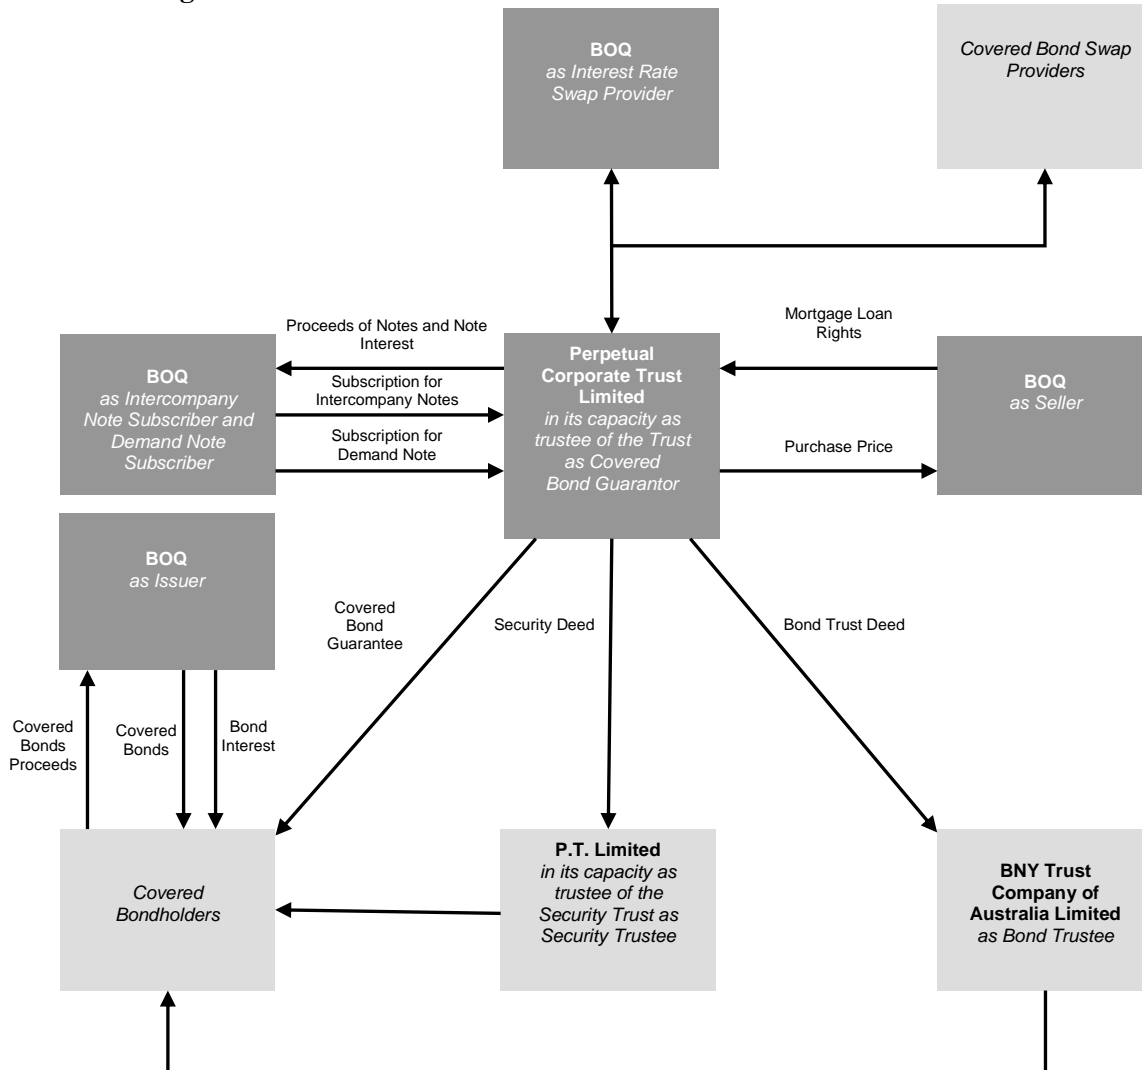 BOQ
as Interest Rate
Swap Provider
Covered Bond Swap
Providers
Proceeds of Notes and Note
Interest
Subscription for
Intercompany Notes
Subscription for
Demand Note
BOQ
as Intercompany
Note Subscriber and
Demand Note
Subscriber
Perpetual
Corporate Trust
Limited
in its capacity as
trustee of the Trust
as Covered
Bond Guarantor
Mortgage Loan
Rights
Purchase Price
BOQ
as Seller
BOQ
as Issuer
Covered
Bond
Guarantee
Security Deed
Bond Trust Deed
Covered
Bonds
Proceeds
Covered
Bonds
Bond
Interest
Covered
Bondholders
P.T. Limited
in its capacity as
trustee of the
Security Trust as
Security Trustee
BNY Trust
Company of
Australia Limited
as Bond Trustee